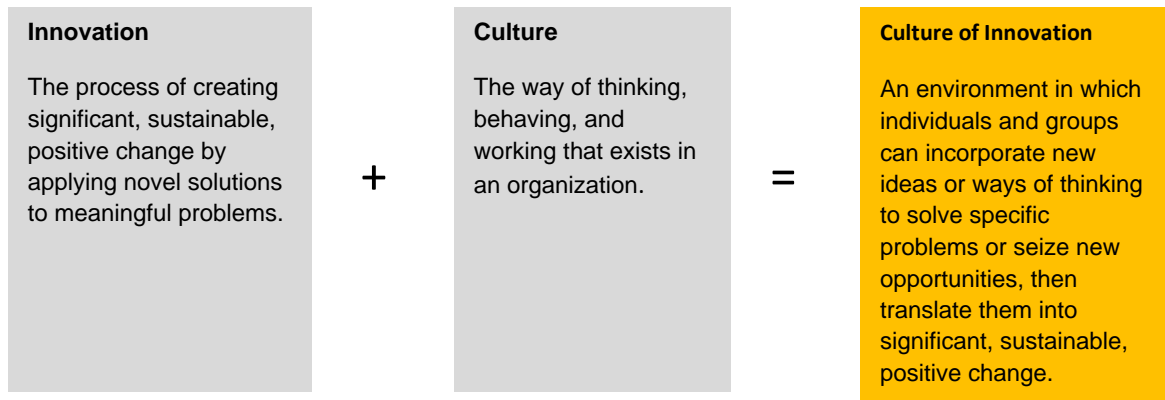 Innovation
The process of creating
significant, sustainable,
positive change by
applying novel solutions
to meaningful problems.
+
Culture
The way of thinking,
behaving, and
working that exists in
an organization.
=
Culture of Innovation
An environment in which
individuals and groups
can incorporate new
ideas or ways of thinking
to solve specific
problems or seize new
opportunities, then
translate them into
significant, sustainable,
positive change.